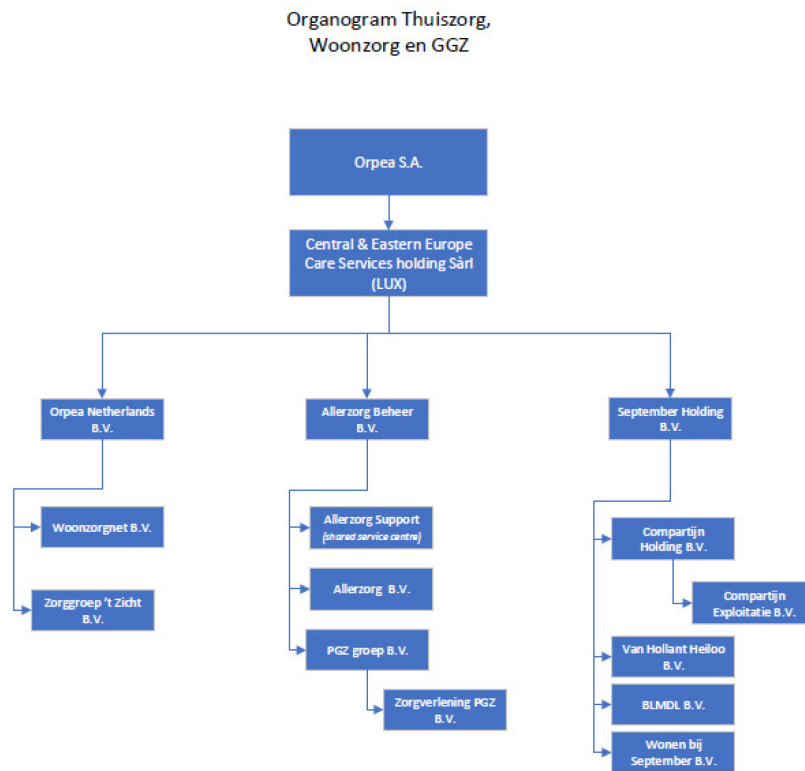 Organogram Thuiszorg,
Woonzorg en GGZ
Orpea S.A.
Central & Eastern Europe
Care Services holding Sàrl
(LUX)
Orpea Netherlands
B.V.
Allerzorg Beheer
B.V.
September Holding
B.V.
Woonzorgnet B.V.
Zorggroep 't Zicht
B.V.
Allerzorg Support
(shared service centre)
Allerzorg B.V.
PGZ groep B.V.
Zorgverlening PGZ
B.V.
Compartijn
Holding B.V.
Compartijn
Exploitatie B.V.
Van Hollant Heiloo
B.V.
BLMDL B.V.
Wonen bij
September B.V.